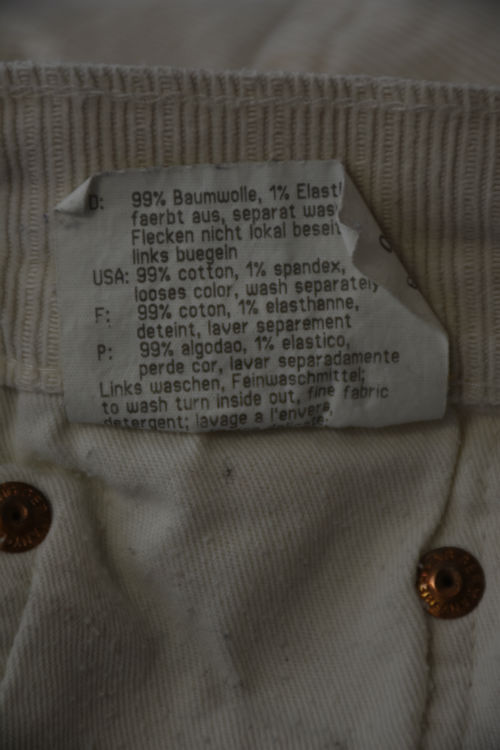 D: 99% Baumwolle, 1% Elast
faerbt aus, separat was
Flecken nicht lokal beseit
links buegeln
USA: 99% cotton, 1% spandex,
looses color, wash separately
F: 99% coton, 1% elasthanne,
deteint, laver separement
P: 99% algodao, 1% elastico,
perde cor, lavar separadamente
Links waschen, Feinwaschmittel;
to wash turn inside out, fine fabric
detergent; lavage a l'envers,